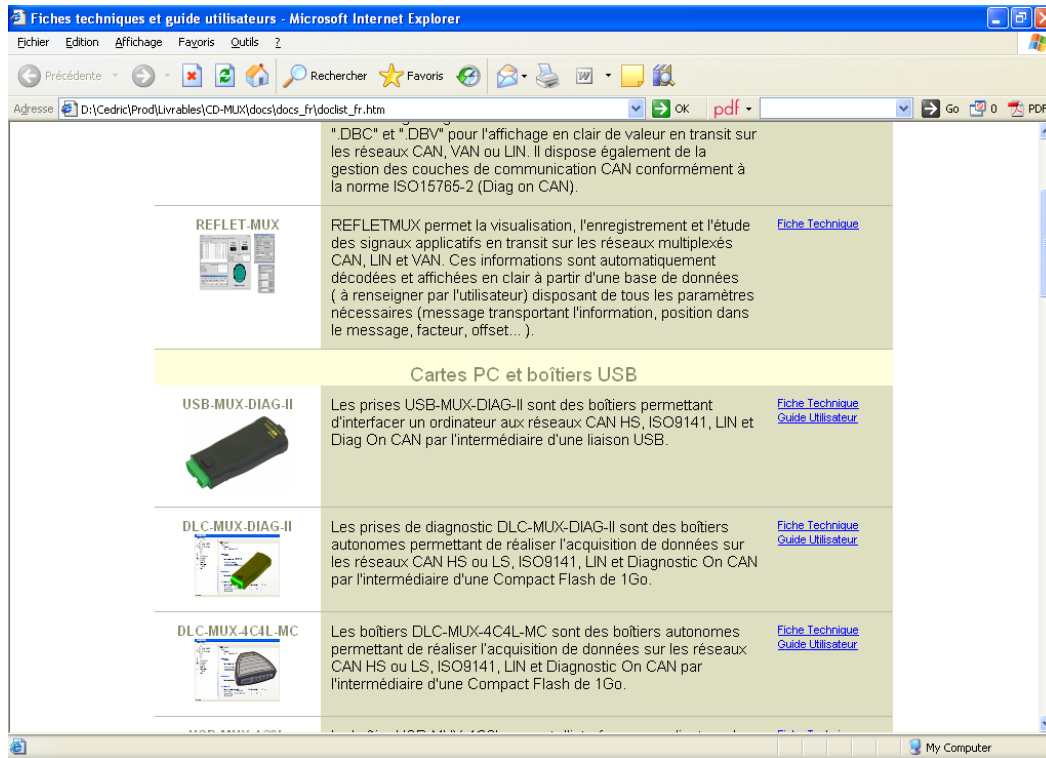 Fiches techniques et guide utilisateurs - Microsoft Internet Explorer
Fichier Edition Affichage Favoris Outils ?
Précédente Rechercher Favoris
Adresse D:\Cedric\Prod\Livrables\CD-MUX\docs\docs_fr\doclist_fr.htm OK pdf Go 0 PDF
".DBC" et ".DBV" pour l'affichage en clair de valeur en transit sur
les réseaux CAN, VAN ou LIN. Il dispose également de la
gestion des couches de communication CAN conformément à
la norme ISO15765-2 (Diag on CAN).
REFLET-MUX
REFLETMUX permet la visualisation, l'enregistrement et l'étude
des signaux applicatifs en transit sur les réseaux multiplexés
CAN, LIN et VAN. Ces informations sont automatiquement
décodées et affichées en clair à partir d'une base de données
( à renseigner par l'utilisateur) disposant de tous les paramètres
nécessaires (message transportant l'information, position dans
le message, facteur, offset... ).
Fiche Technique
Cartes PC et boîtiers USB
USB-MUX-DIAG-II
Les prises USB-MUX-DIAG-II sont des boîtiers permettant
d'interfacer un ordinateur aux réseaux CAN HS, ISO9141, LIN et
Diag On CAN par l'intermédiaire d'une liaison USB.
Fiche Technique
Guide Utilisateur
DLC-MUX-DIAG-II
Les prises de diagnostic DLC-MUX-DIAG-II sont des boîtiers
autonomes permettant de réaliser l'acquisition de données sur
les réseaux CAN HS ou LS, ISO9141, LIN et Diagnostic On CAN
par l'intermédiaire d'une Compact Flash de 1Go.
Fiche Technique
Guide Utilisateur
DLC-MUX-4C4L-MC
Les boîtiers DLC-MUX-4C4L-MC sont des boîtiers autonomes
permettant de réaliser l'acquisition de données sur les réseaux
CAN HS ou LS, ISO9141, LIN et Diagnostic On CAN par
l'intermédiaire d'une Compact Flash de 1Go.
Fiche Technique
Guide Utilisateur
My Computer